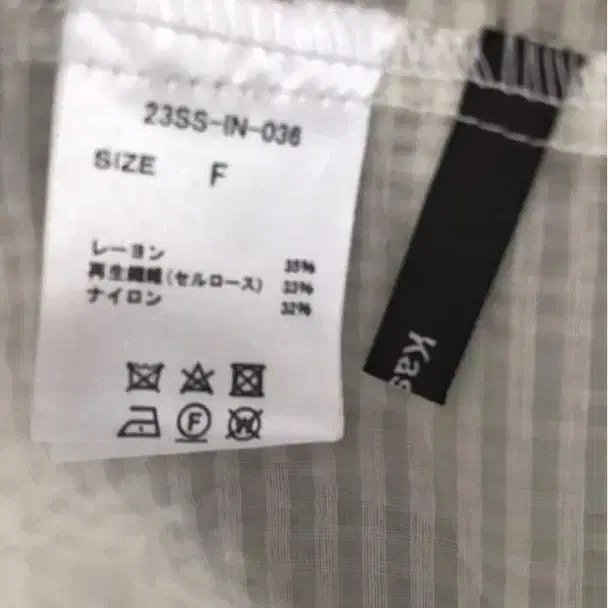 23SS-IN-036
SIZE F
レーヨン 35%
再生繊維(セルロース) 33%
ナイロン 32%
F
W
Kas